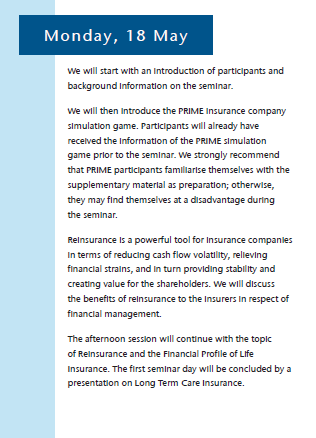 Monday, 18 May
We will start with an introduction of participants and
background information on the seminar.
We will then introduce the PRIME insurance company
simulation game. Participants will already have
received the information of the PRIME simulation
game prior to the seminar. We strongly recommend
that PRIME participants familiarise themselves with the
supplementary material as preparation; otherwise,
they may find themselves at a disadvantage during
the seminar.
Reinsurance is a powerful tool for insurance companies
in terms of reducing cash flow volatility, relieving
financial strains, and in turn providing stability and
creating value for the shareholders. We will discuss
the benefits of reinsurance to the insurers in respect of
financial management.
The afternoon session will continue with the topic
of Reinsurance and the Financial Profile of Life
Insurance. The first seminar day will be concluded by a
presentation on Long Term Care Insurance.